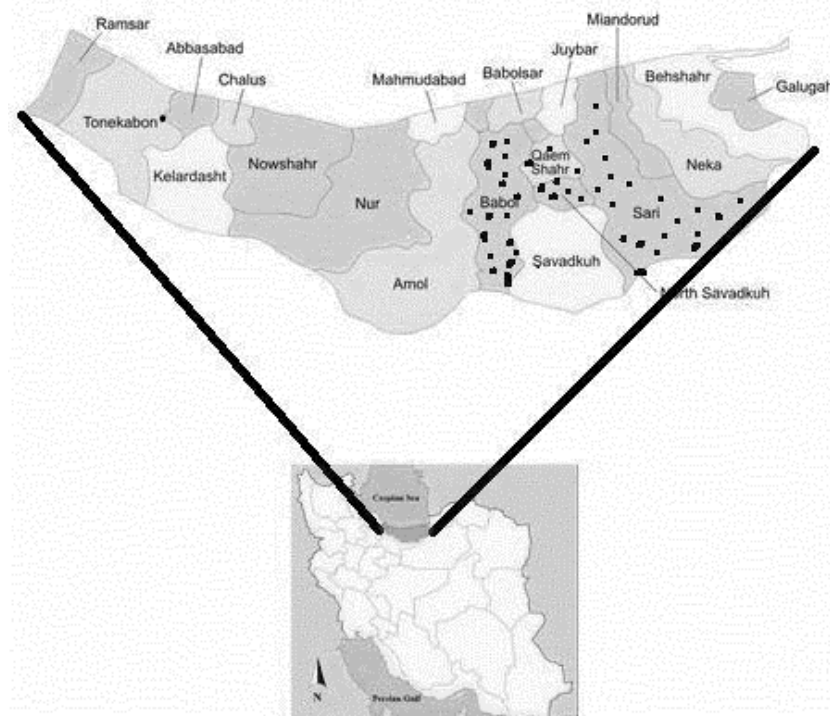 Ramsar
Miandorud
Abbasabad
Juybar
Chalus
Mahmudabad
Babolsar
Behshahr
Galugah
Tonekabon
Kelardasht
Nowshahr
Qaem
Shahr
Neka
Nur
Babol
Sari
Savadkuh
Amol
North Savadkuh
Caspian Sea
N
Persian Gulf